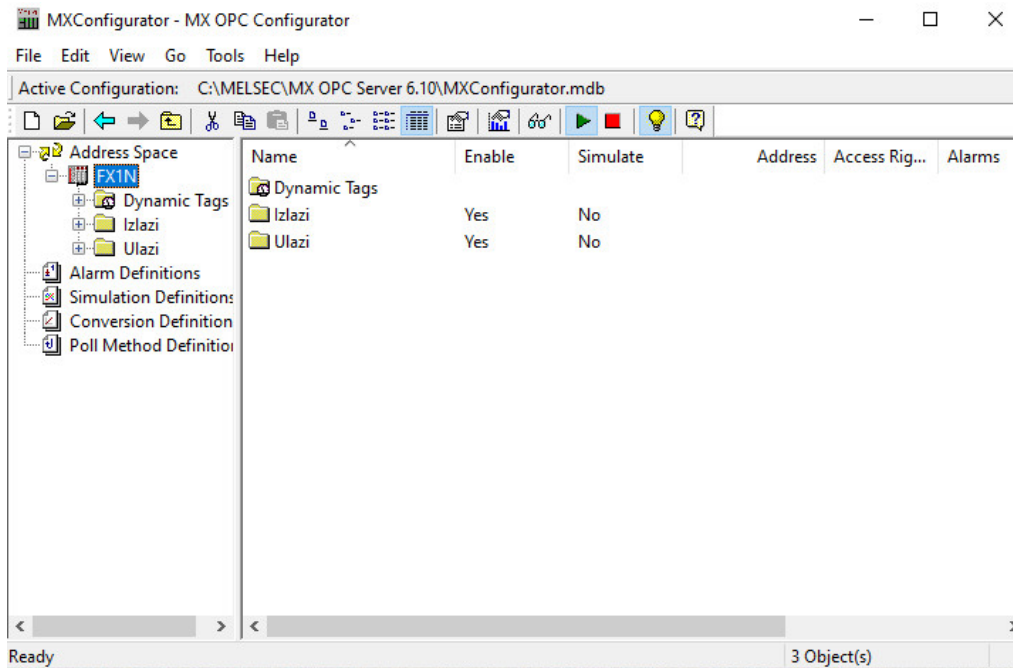 MXConfigurator - MX OPC Configurator
File Edit View Go Tools Help
Active Configuration: C:\MELSEC\MX OPC Server 6.10\MXConfigurator.mdb
Address Space
FX1N
Dynamic Tags
Izlazi
Ulazi
Alarm Definitions
Simulation Definitions
Conversion Definition
Poll Method Definitio
Name Enable Simulate Address Access Rig... Alarms
Dynamic Tags
Izlazi Yes No
Ulazi Yes No
Ready 3 Object(s)